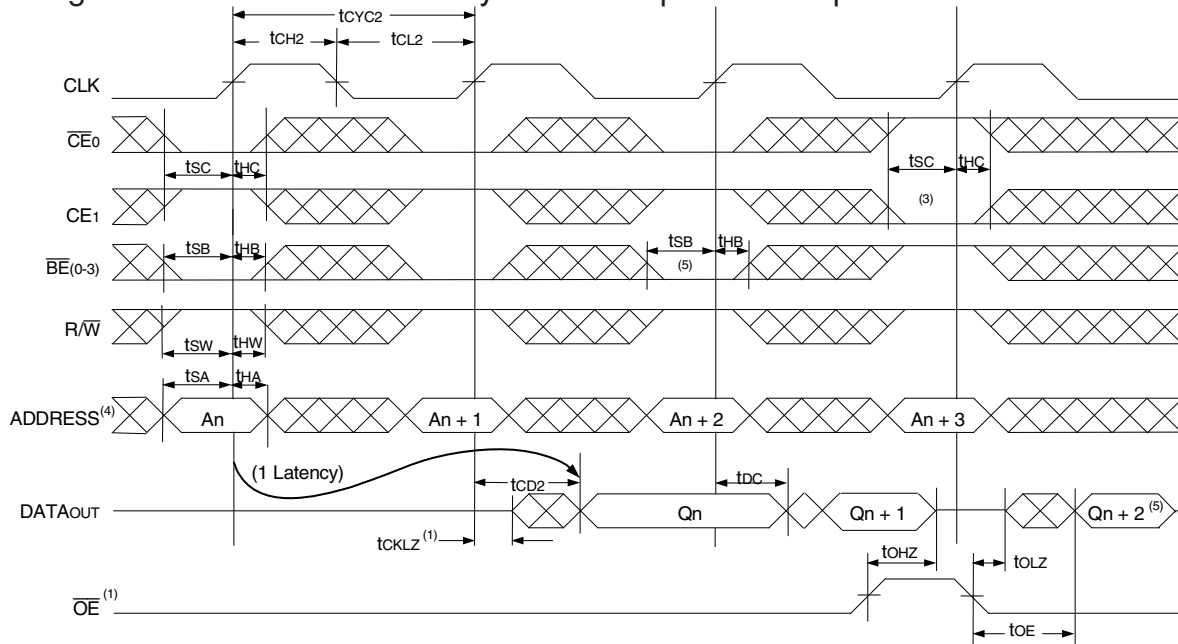 tCYC2
tCH2 tCL2
CLK
CE0
tSC tHC tSC tHC
CE1 (3)
tSB tHB tSB tHB
BE(0-3) (5)
R/W
tSW tHW
tSA tHA
ADDRESS(4) An An + 1 An + 2 An + 3
(1 Latency) tCD2 tDC
DATAOUT Qn Qn + 1 Qn + 2 (5)
tCKLZ (1)
tOHZ tOLZ
OE (1)
tOE